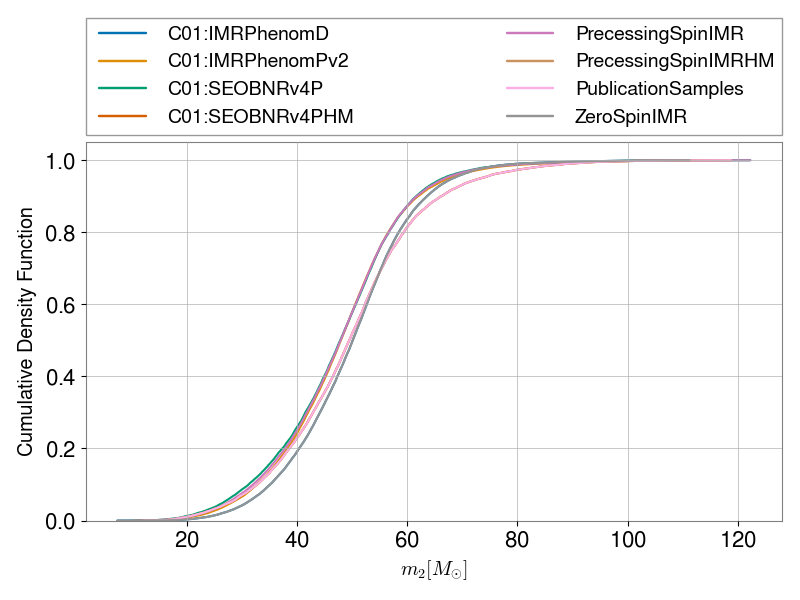 C01:IMRPhenomD
C01:IMRPhenomPv2
C01:SEOBNRv4P
C01:SEOBNRv4PHM
PrecessingSpinIMR
PrecessingSpinIMRHM
PublicationSamples
ZeroSpinIMR
Cumulative Density Function
1.0
0.8
0.6
0.4
0.2
0.0
20 40 60 80 100 120
m₂[M☉]